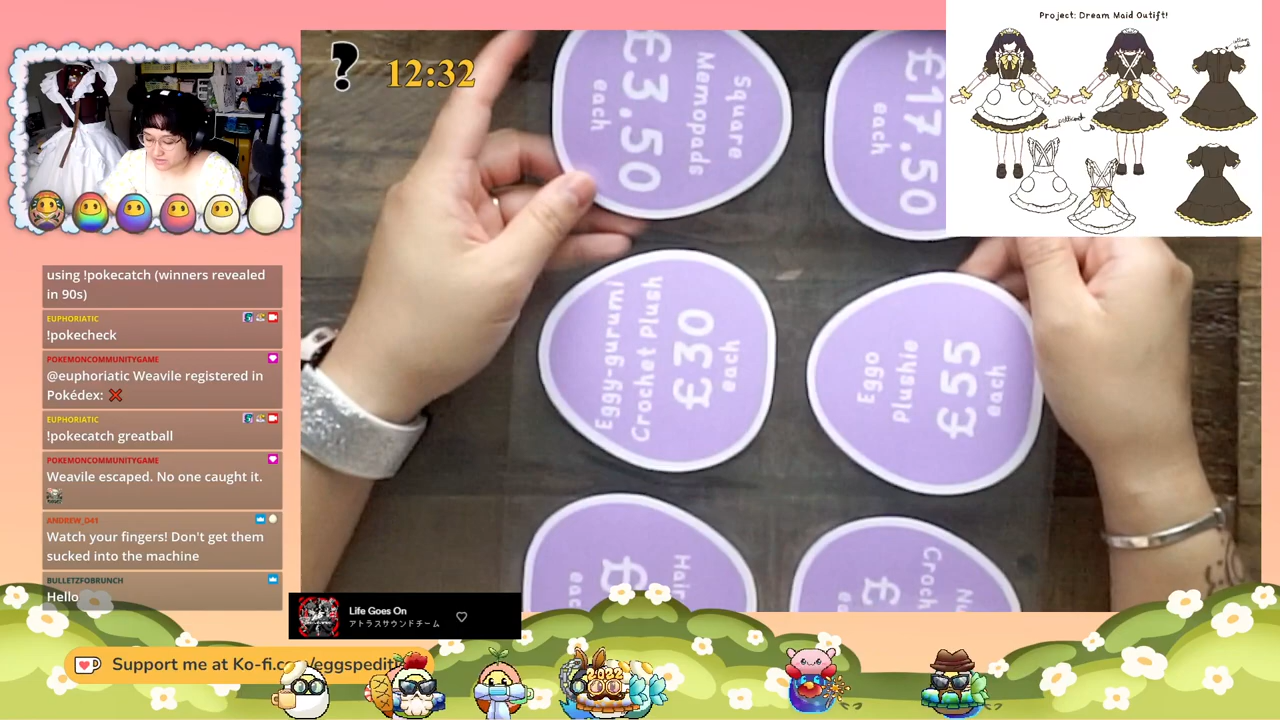 Project: Dream Maid Outift!
?
12:32
Square
Memopads
£3.50
each
£17.50
each
Eggy-gurumi
Crochet Plush
£30
each
Eggo
Plushie
£55
each
£
£
using !pokecatch (winners revealed
in 90s)
EUPHORIATIC
!pokecheck
POKEMONCOMMUNITYGAME
@euphoriatic Weavile registered in
Pokédex: ❌
EUPHORIATIC
!pokecatch greatball
POKEMONCOMMUNITYGAME
Weavile escaped. No one caught it.
ANDREW_041
Watch your fingers! Don't get them
sucked into the machine
BULLETZFOBRUNCH
Hello
Life Goes On
アトラスサウンドチーム
Support me at Ko-fi.com/eggspediti
2022